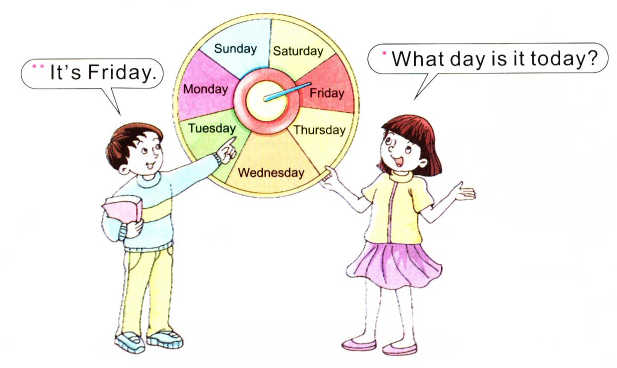 ** It's Friday.
* What day is it today?
Sunday
Saturday
Monday
Friday
Tuesday
Thursday
Wednesday